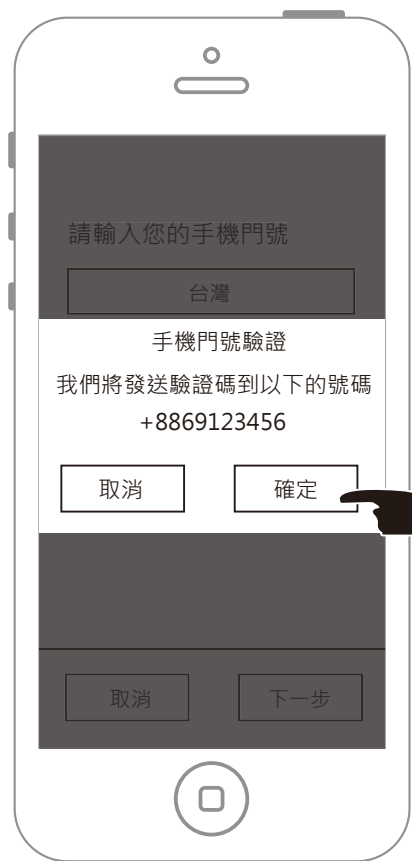 請輸入您的手機門號
台灣
手機門號驗證
我們將發送驗證碼到以下的號碼
+8869123456
取消 確定
取消 下一步